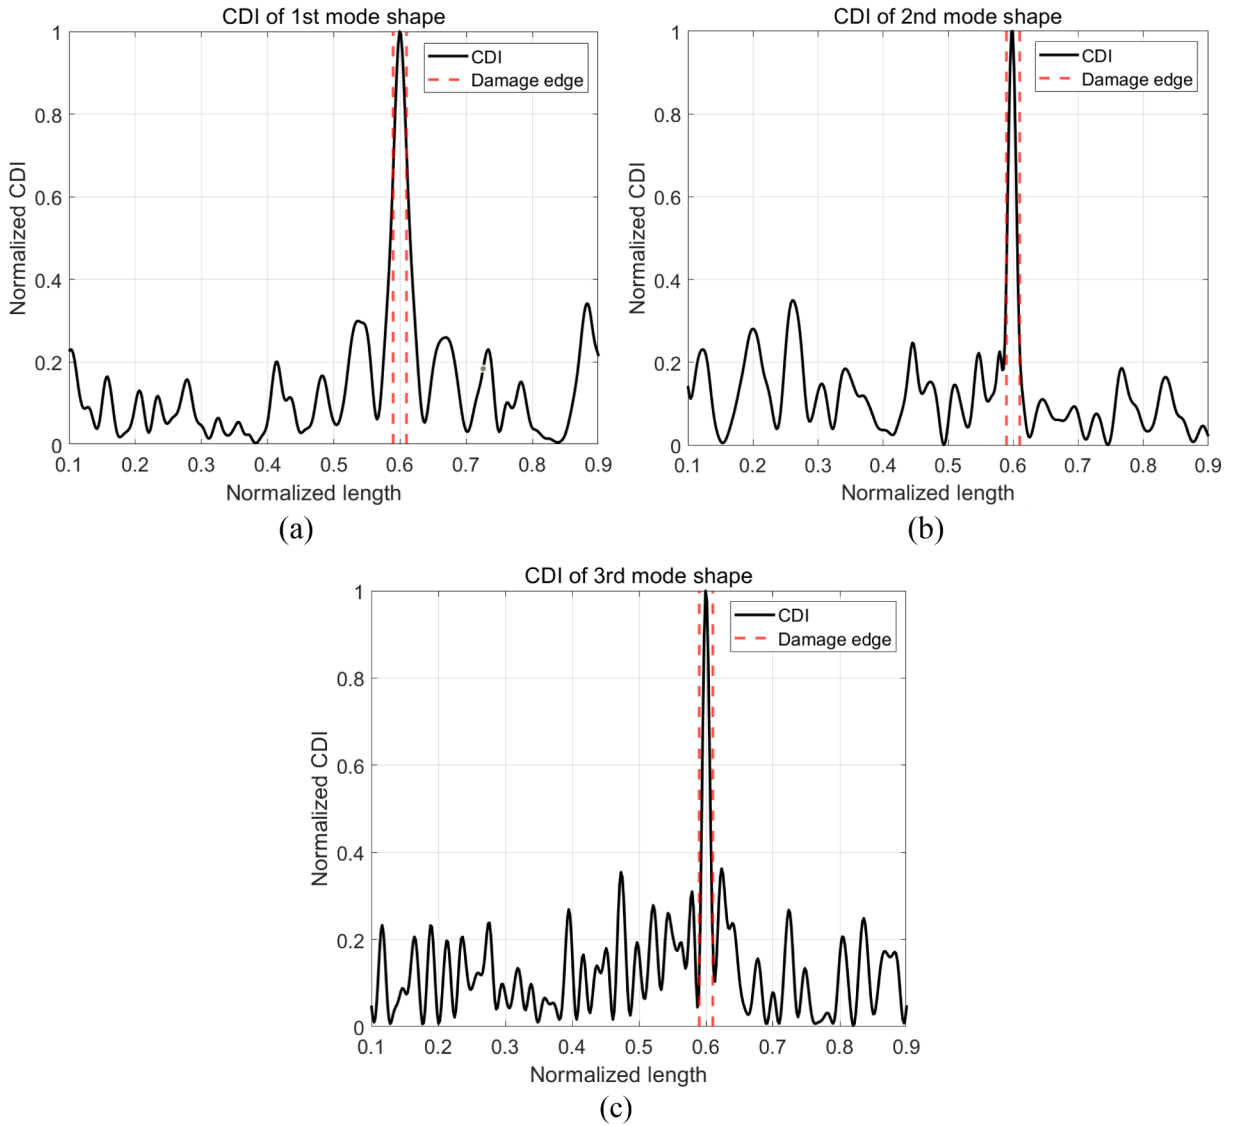 CDI of 1st mode shape
Normalized CDI
1
0.8
0.6
0.4
0.2
0
CDI
Damage edge
0.1 0.2 0.3 0.4 0.5 0.6 0.7 0.8 0.9
Normalized length
(a)
CDI of 2nd mode shape
Normalized CDI
1
0.8
0.6
0.4
0.2
0
CDI
Damage edge
0.1 0.2 0.3 0.4 0.5 0.6 0.7 0.8 0.9
Normalized length
(b)
CDI of 3rd mode shape
Normalized CDI
1
0.8
0.6
0.4
0.2
0
CDI
Damage edge
0.1 0.2 0.3 0.4 0.5 0.6 0.7 0.8 0.9
Normalized length
(c)